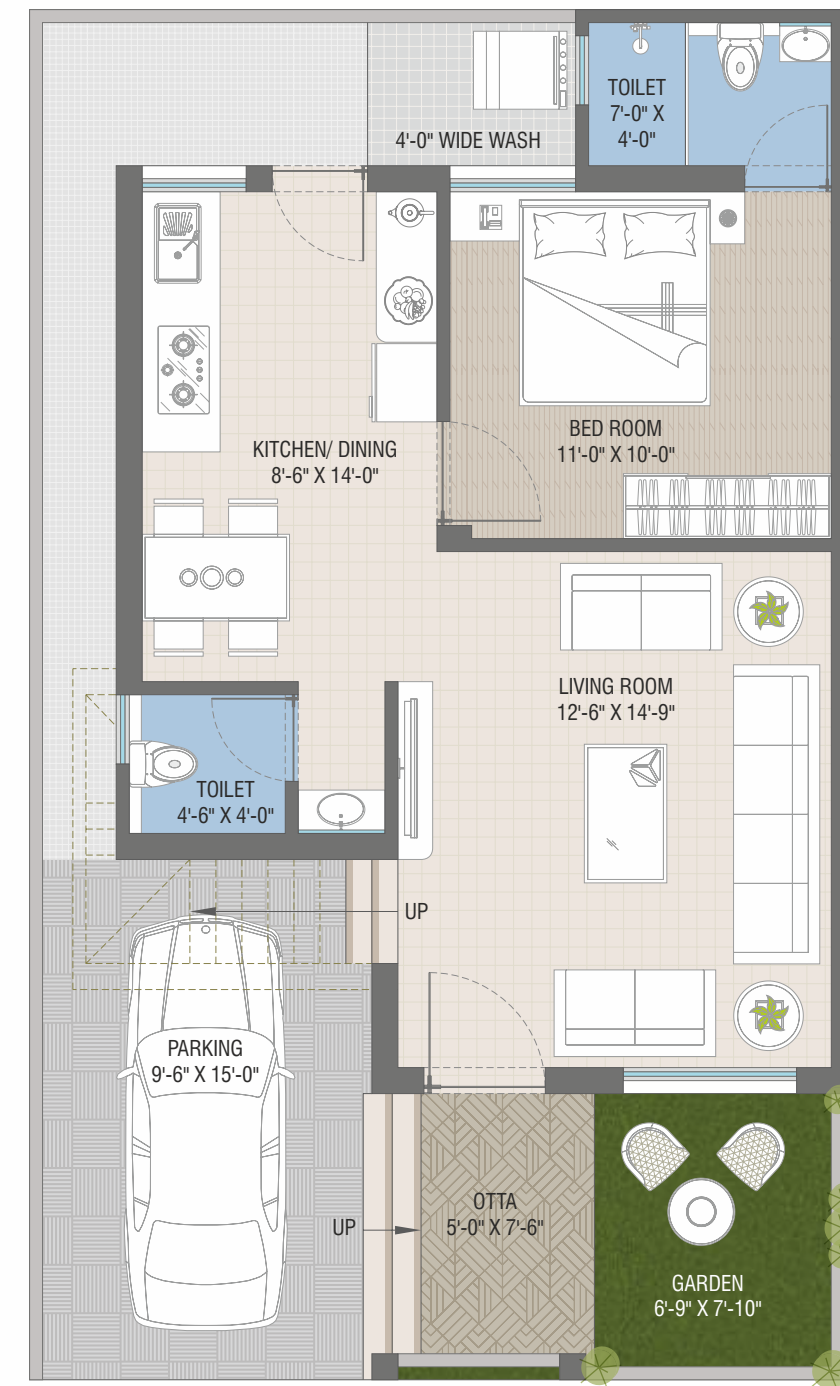 TOILET
7'-0" X
4'-0"
4'-0" WIDE WASH
KITCHEN/ DINING
8'-6" X 14'-0"
BED ROOM
11'-0" X 10'-0"
LIVING ROOM
12'-6" X 14'-9"
TOILET
4'-6" X 4'-0"
UP
PARKING
9'-6" X 15'-0"
OTTA
5'-0" X 7'-6"
UP
GARDEN
6'-9" X 7'-10"